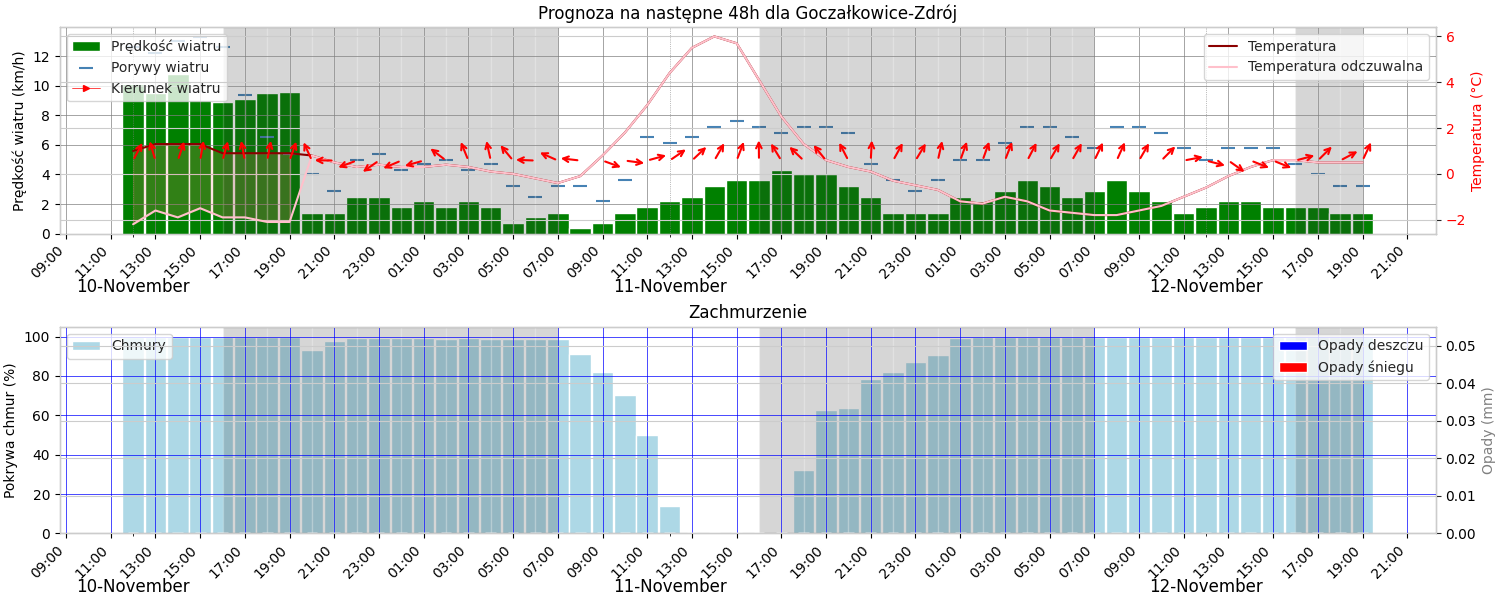 Prognoza na następne 48h dla Goczałkowice-Zdrój
Prędkość wiatru (km/h)
12
10
8
6
4
2
0
Prędkość wiatru
Porywy wiatru
Kierunek wiatru
Temperatura
Temperatura odczuwalna
6
4
2
0
−2
Temperatura (°C)
09:00 11:00 13:00 15:00 17:00 19:00 21:00 23:00 01:00 03:00 05:00 07:00 09:00 11:00 13:00 15:00 17:00 19:00 21:00 23:00 01:00 03:00 05:00 07:00 09:00 11:00 13:00 15:00 17:00 19:00 21:00
10-November 11-November 12-November
Zachmurzenie
Pokrywa chmur (%)
100
80
60
40
20
0
Chmury
Opady deszczu
Opady śniegu
0.05
0.04
0.03
0.02
0.01
0.00
Opady (mm)
09:00 11:00 13:00 15:00 17:00 19:00 21:00 23:00 01:00 03:00 05:00 07:00 09:00 11:00 13:00 15:00 17:00 19:00 21:00 23:00 01:00 03:00 05:00 07:00 09:00 11:00 13:00 15:00 17:00 19:00 21:00
10-November 11-November 12-November